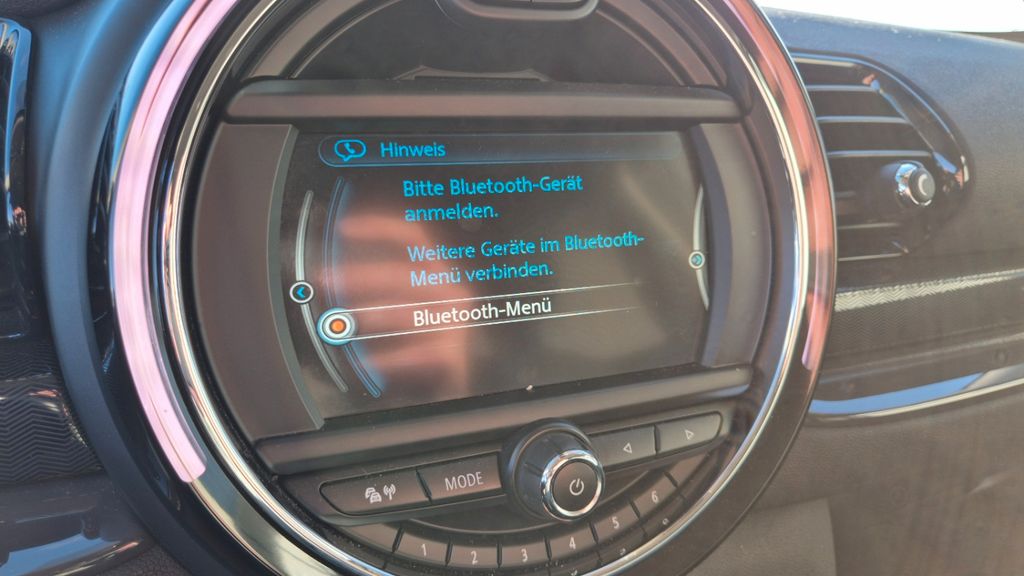 Hinweis
Bitte Bluetooth-Gerät
anmelden.
Weitere Geräte im Bluetooth-
Menü verbinden.
Bluetooth-Menü
MODE
1
2
3
4
5
6